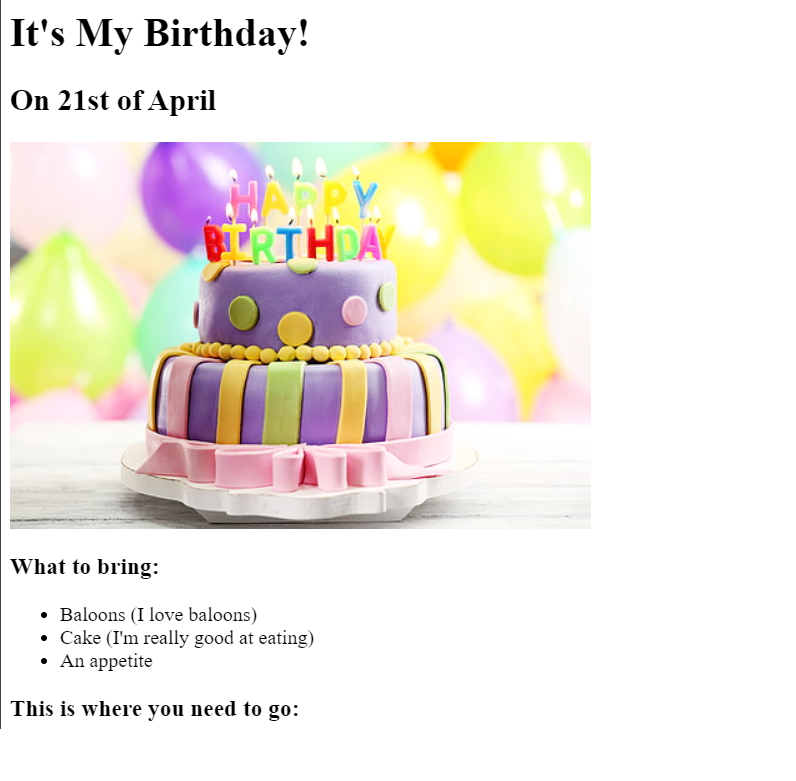 It's My Birthday!
On 21st of April
HAPPY
BIRTHDAY
What to bring:
Baloons (I love baloons)
Cake (I'm really good at eating)
An appetite
This is where you need to go: